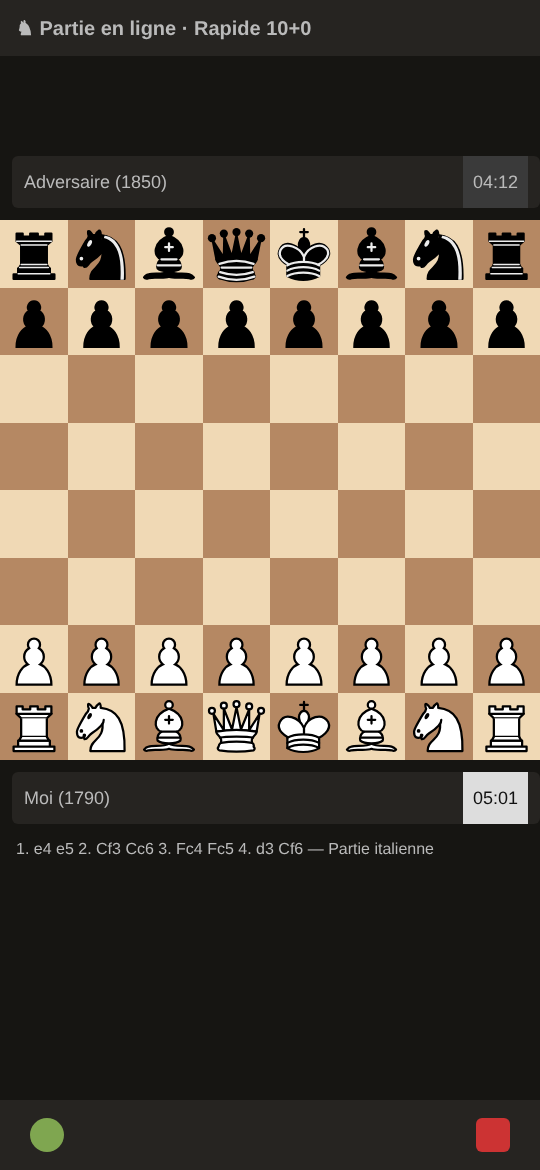 ♞ Partie en ligne · Rapide 10+0
Adversaire (1850) 04:12
Moi (1790) 05:01
1. e4 e5 2. Cf3 Cc6 3. Fc4 Fc5 4. d3 Cf6 — Partie italienne